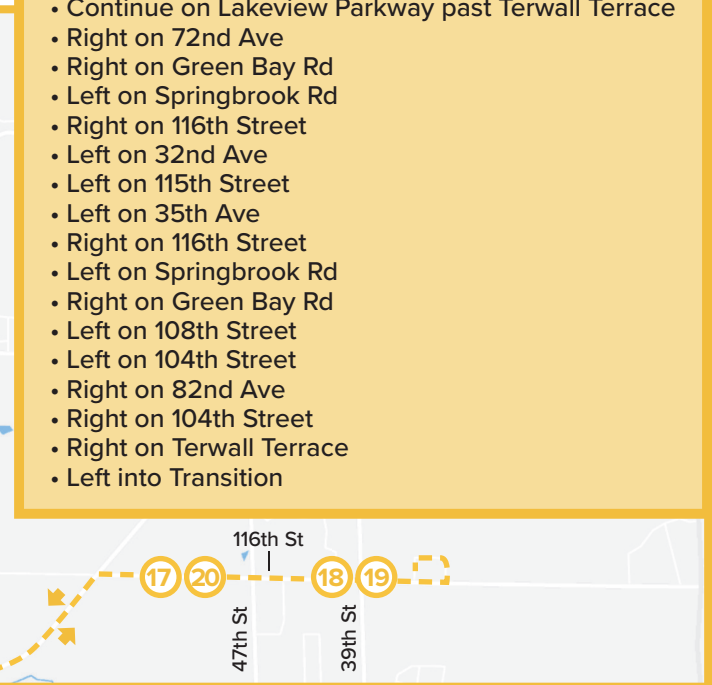 • Continue on Lakeview Parkway past Terwall Terrace
• Right on 72nd Ave
• Right on Green Bay Rd
• Left on Springbrook Rd
• Right on 116th Street
• Left on 32nd Ave
• Left on 115th Street
• Left on 35th Ave
• Right on 116th Street
• Left on Springbrook Rd
• Right on Green Bay Rd
• Left on 108th Street
• Left on 104th Street
• Right on 82nd Ave
• Right on 104th Street
• Right on Terwall Terrace
• Left into Transition
116th St
17 20 18 19
47th St
39th St